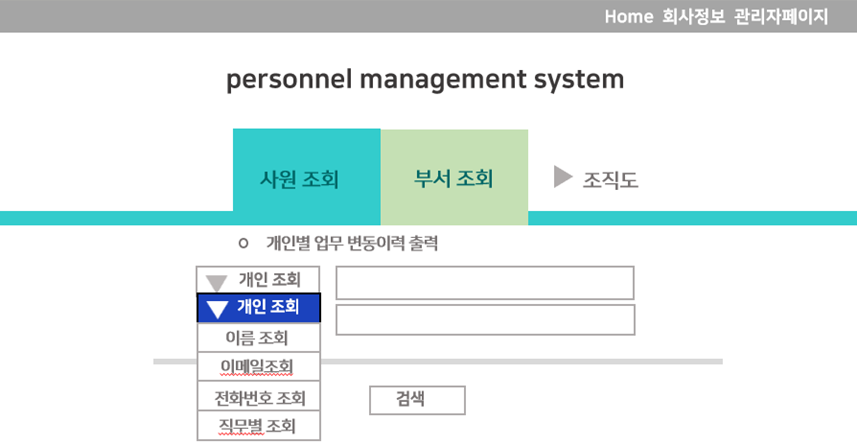 Home 회사정보 관리자페이지
personnel management system
사원 조회 부서 조회 ▶ 조직도
ㅇ 개인별 업무 변동이력 출력
▼ 개인 조회
▼ 개인 조회
이름 조회
이메일조회
전화번호 조회
직무별 조회
검색